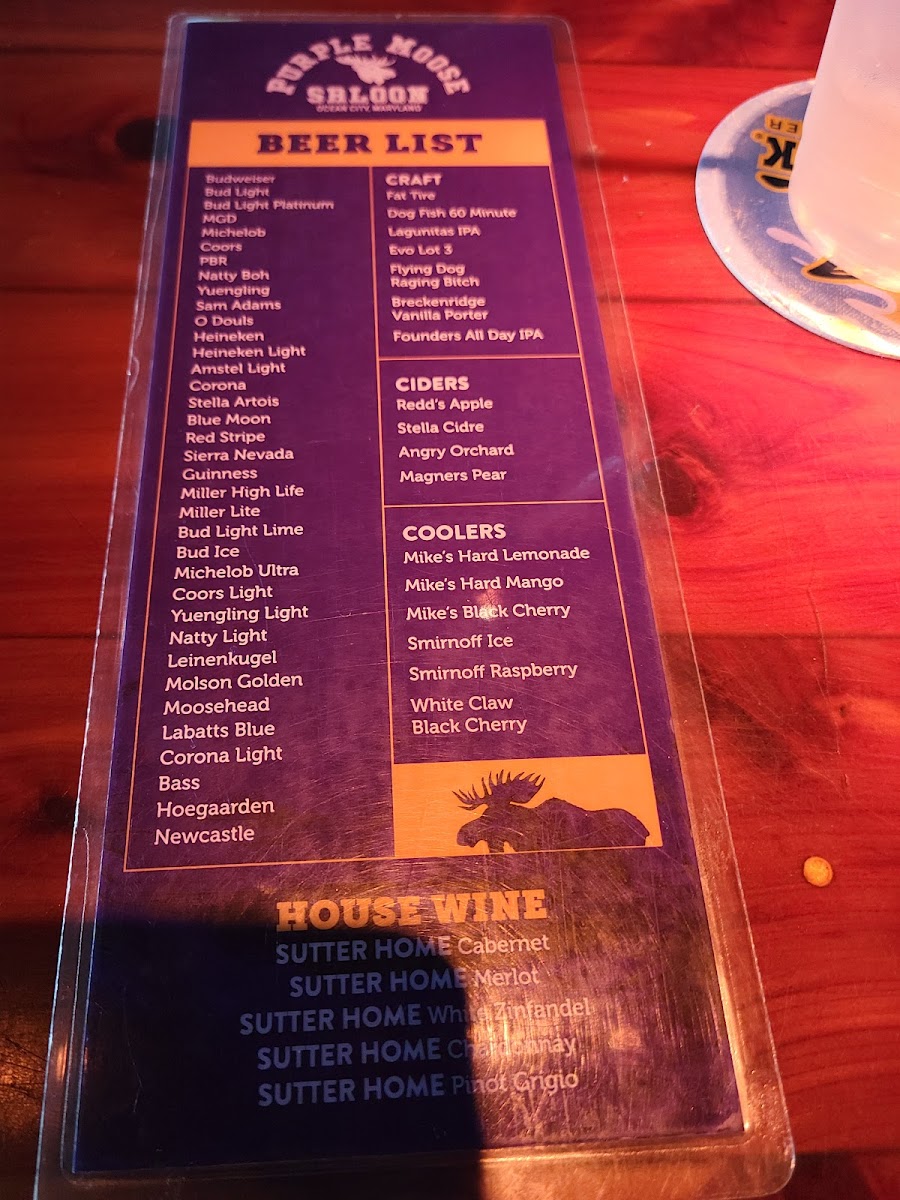 PURPLE MOOSE
SALOON
OCEAN CITY, MARYLAND
BEER LIST
Budweiser
Bud Light
Bud Light Platinum
MGD
Michelob
Coors
PBR
Natty Boh
Yuengling
Sam Adams
O Douls
Heineken
Heineken Light
Amstel Light
Corona
Stella Artois
Blue Moon
Red Stripe
Sierra Nevada
Guinness
Miller High Life
Miller Lite
Bud Light Lime
Bud Ice
Michelob Ultra
Coors Light
Yuengling Light
Natty Light
Leinenkugel
Molson Golden
Moosehead
Labatts Blue
Corona Light
Bass
Hoegaarden
Newcastle
CRAFT
Fat Tire
Dog Fish 60 Minute
Lagunitas IPA
Evo Lot 3
Flying Dog
Raging Bitch
Breckenridge
Vanilla Porter
Founders All Day IPA
CIDERS
Redd's Apple
Stella Cidre
Angry Orchard
Magners Pear
COOLERS
Mike's Hard Lemonade
Mike's Hard Mango
Mike's Black Cherry
Smirnoff Ice
Smirnoff Raspberry
White Claw
Black Cherry
HOUSE WINE
SUTTER HOME Cabernet
SUTTER HOME Merlot
SUTTER HOME White Zinfandel
SUTTER HOME Chardonnay
SUTTER HOME Pinot Grigio